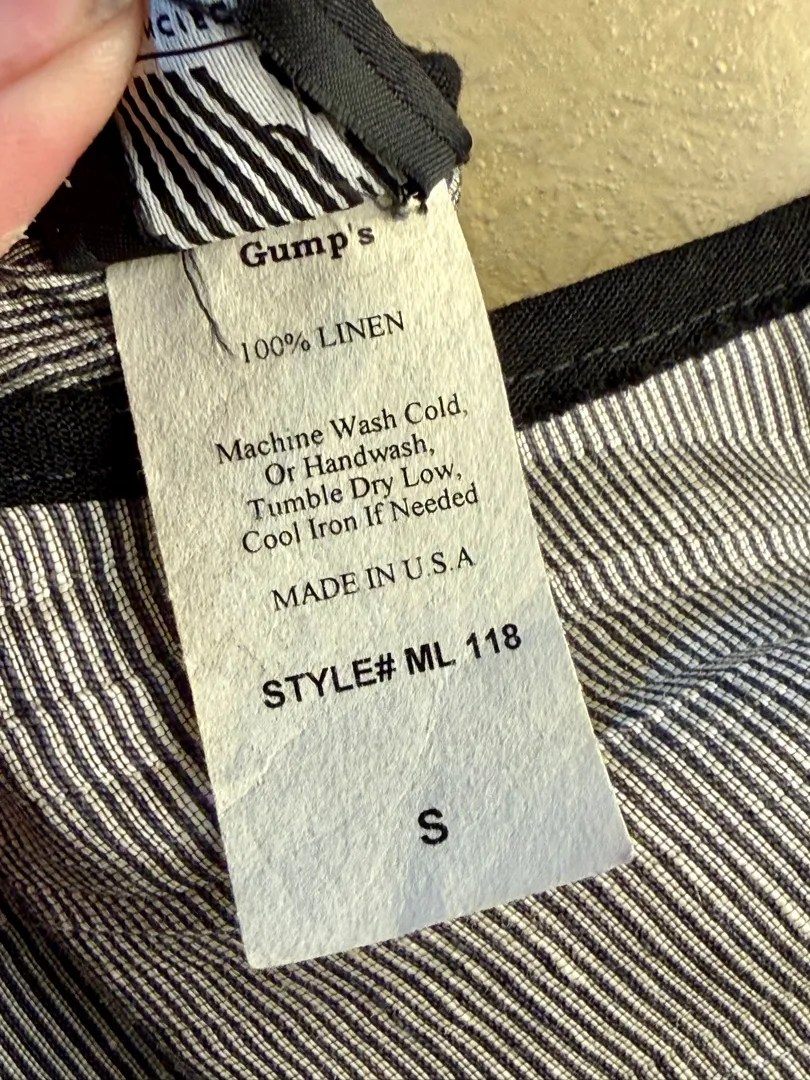 Gump's
100% LINEN
Machine Wash Cold,
Or Handwash,
Tumble Dry Low,
Cool Iron If Needed
MADE IN U.S.A
STYLE# ML 118
S